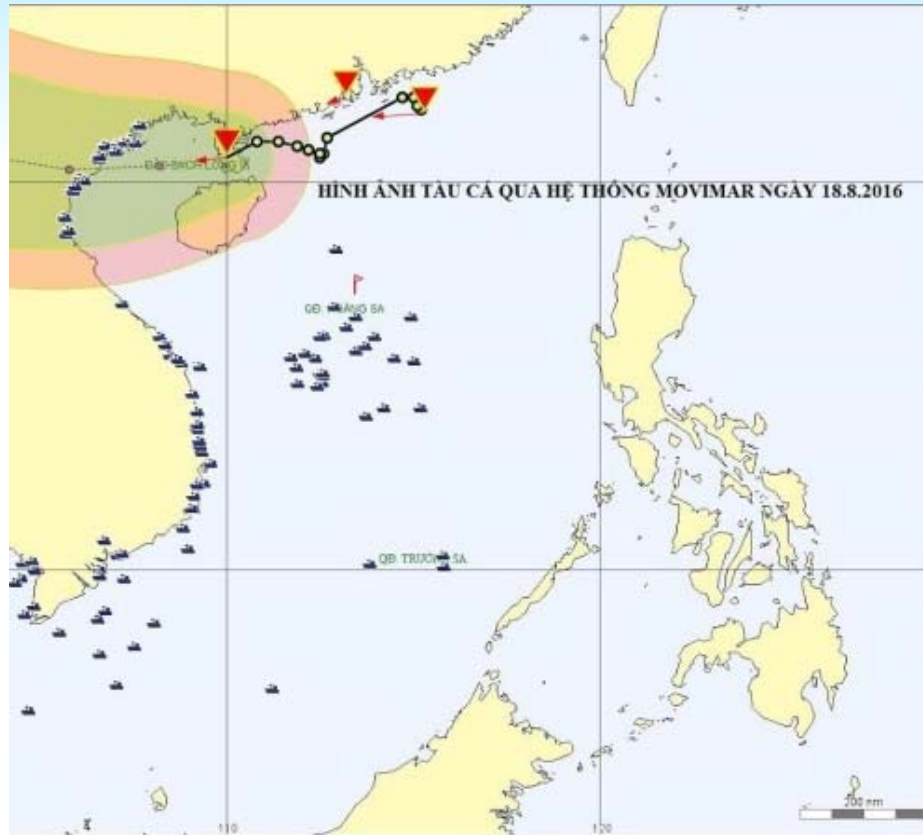 HÌNH ẢNH TÀU CÁ QUA HỆ THỐNG MOVIMAR NGÀY 18.8.2016
QĐ. SA
QĐ. TRƯỜNG SA
200 nm
110
120